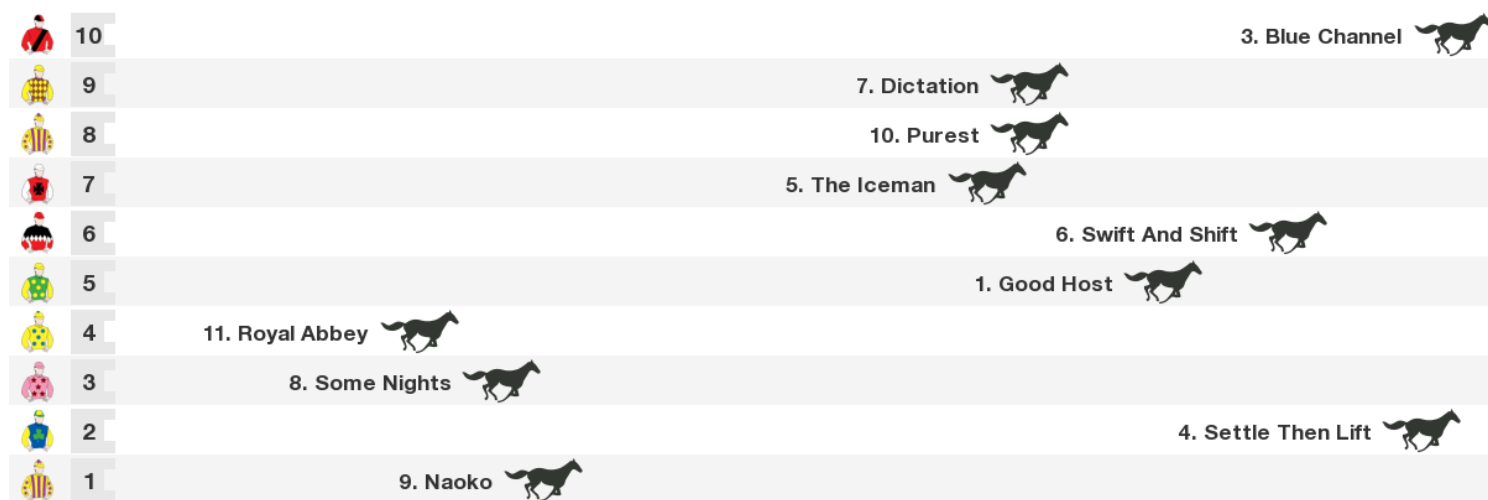 10 3. Blue Channel
9 7. Dictation
8 10. Purest
7 5. The Iceman
6 6. Swift And Shift
5 1. Good Host
4 11. Royal Abbey
3 8. Some Nights
2 4. Settle Then Lift
1 9. Naoko